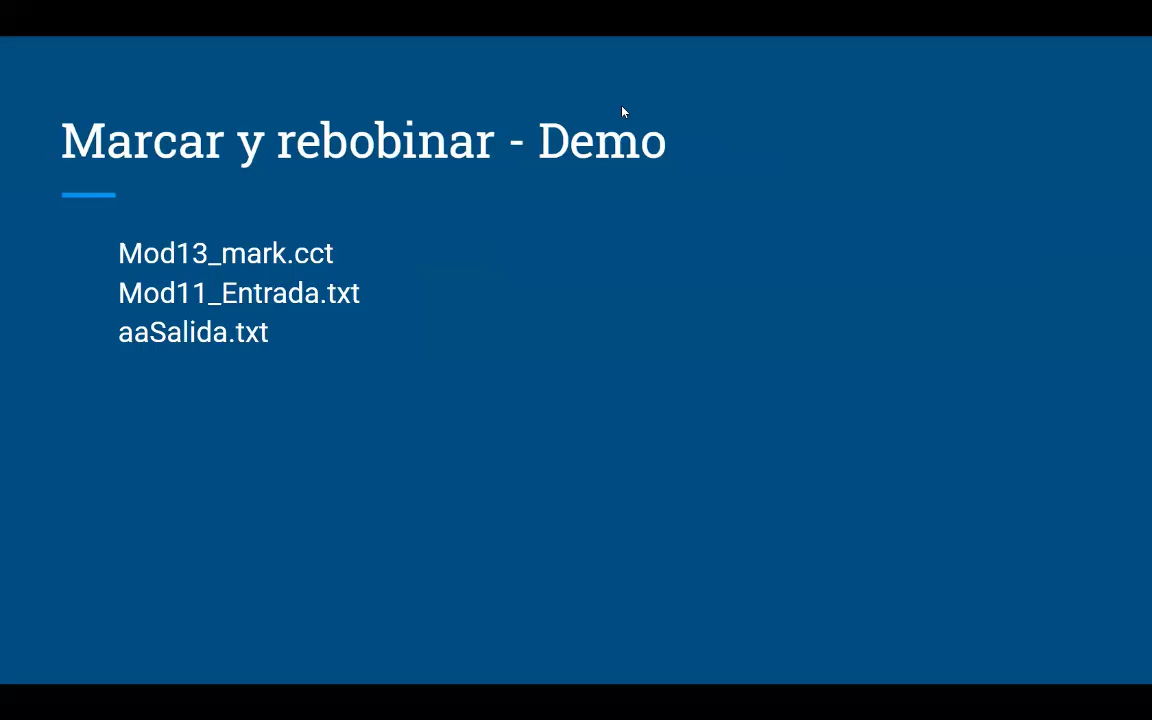 Marcar y rebobinar - Demo
Mod13_mark.cct
Mod11_Entrada.txt
aaSalida.txt